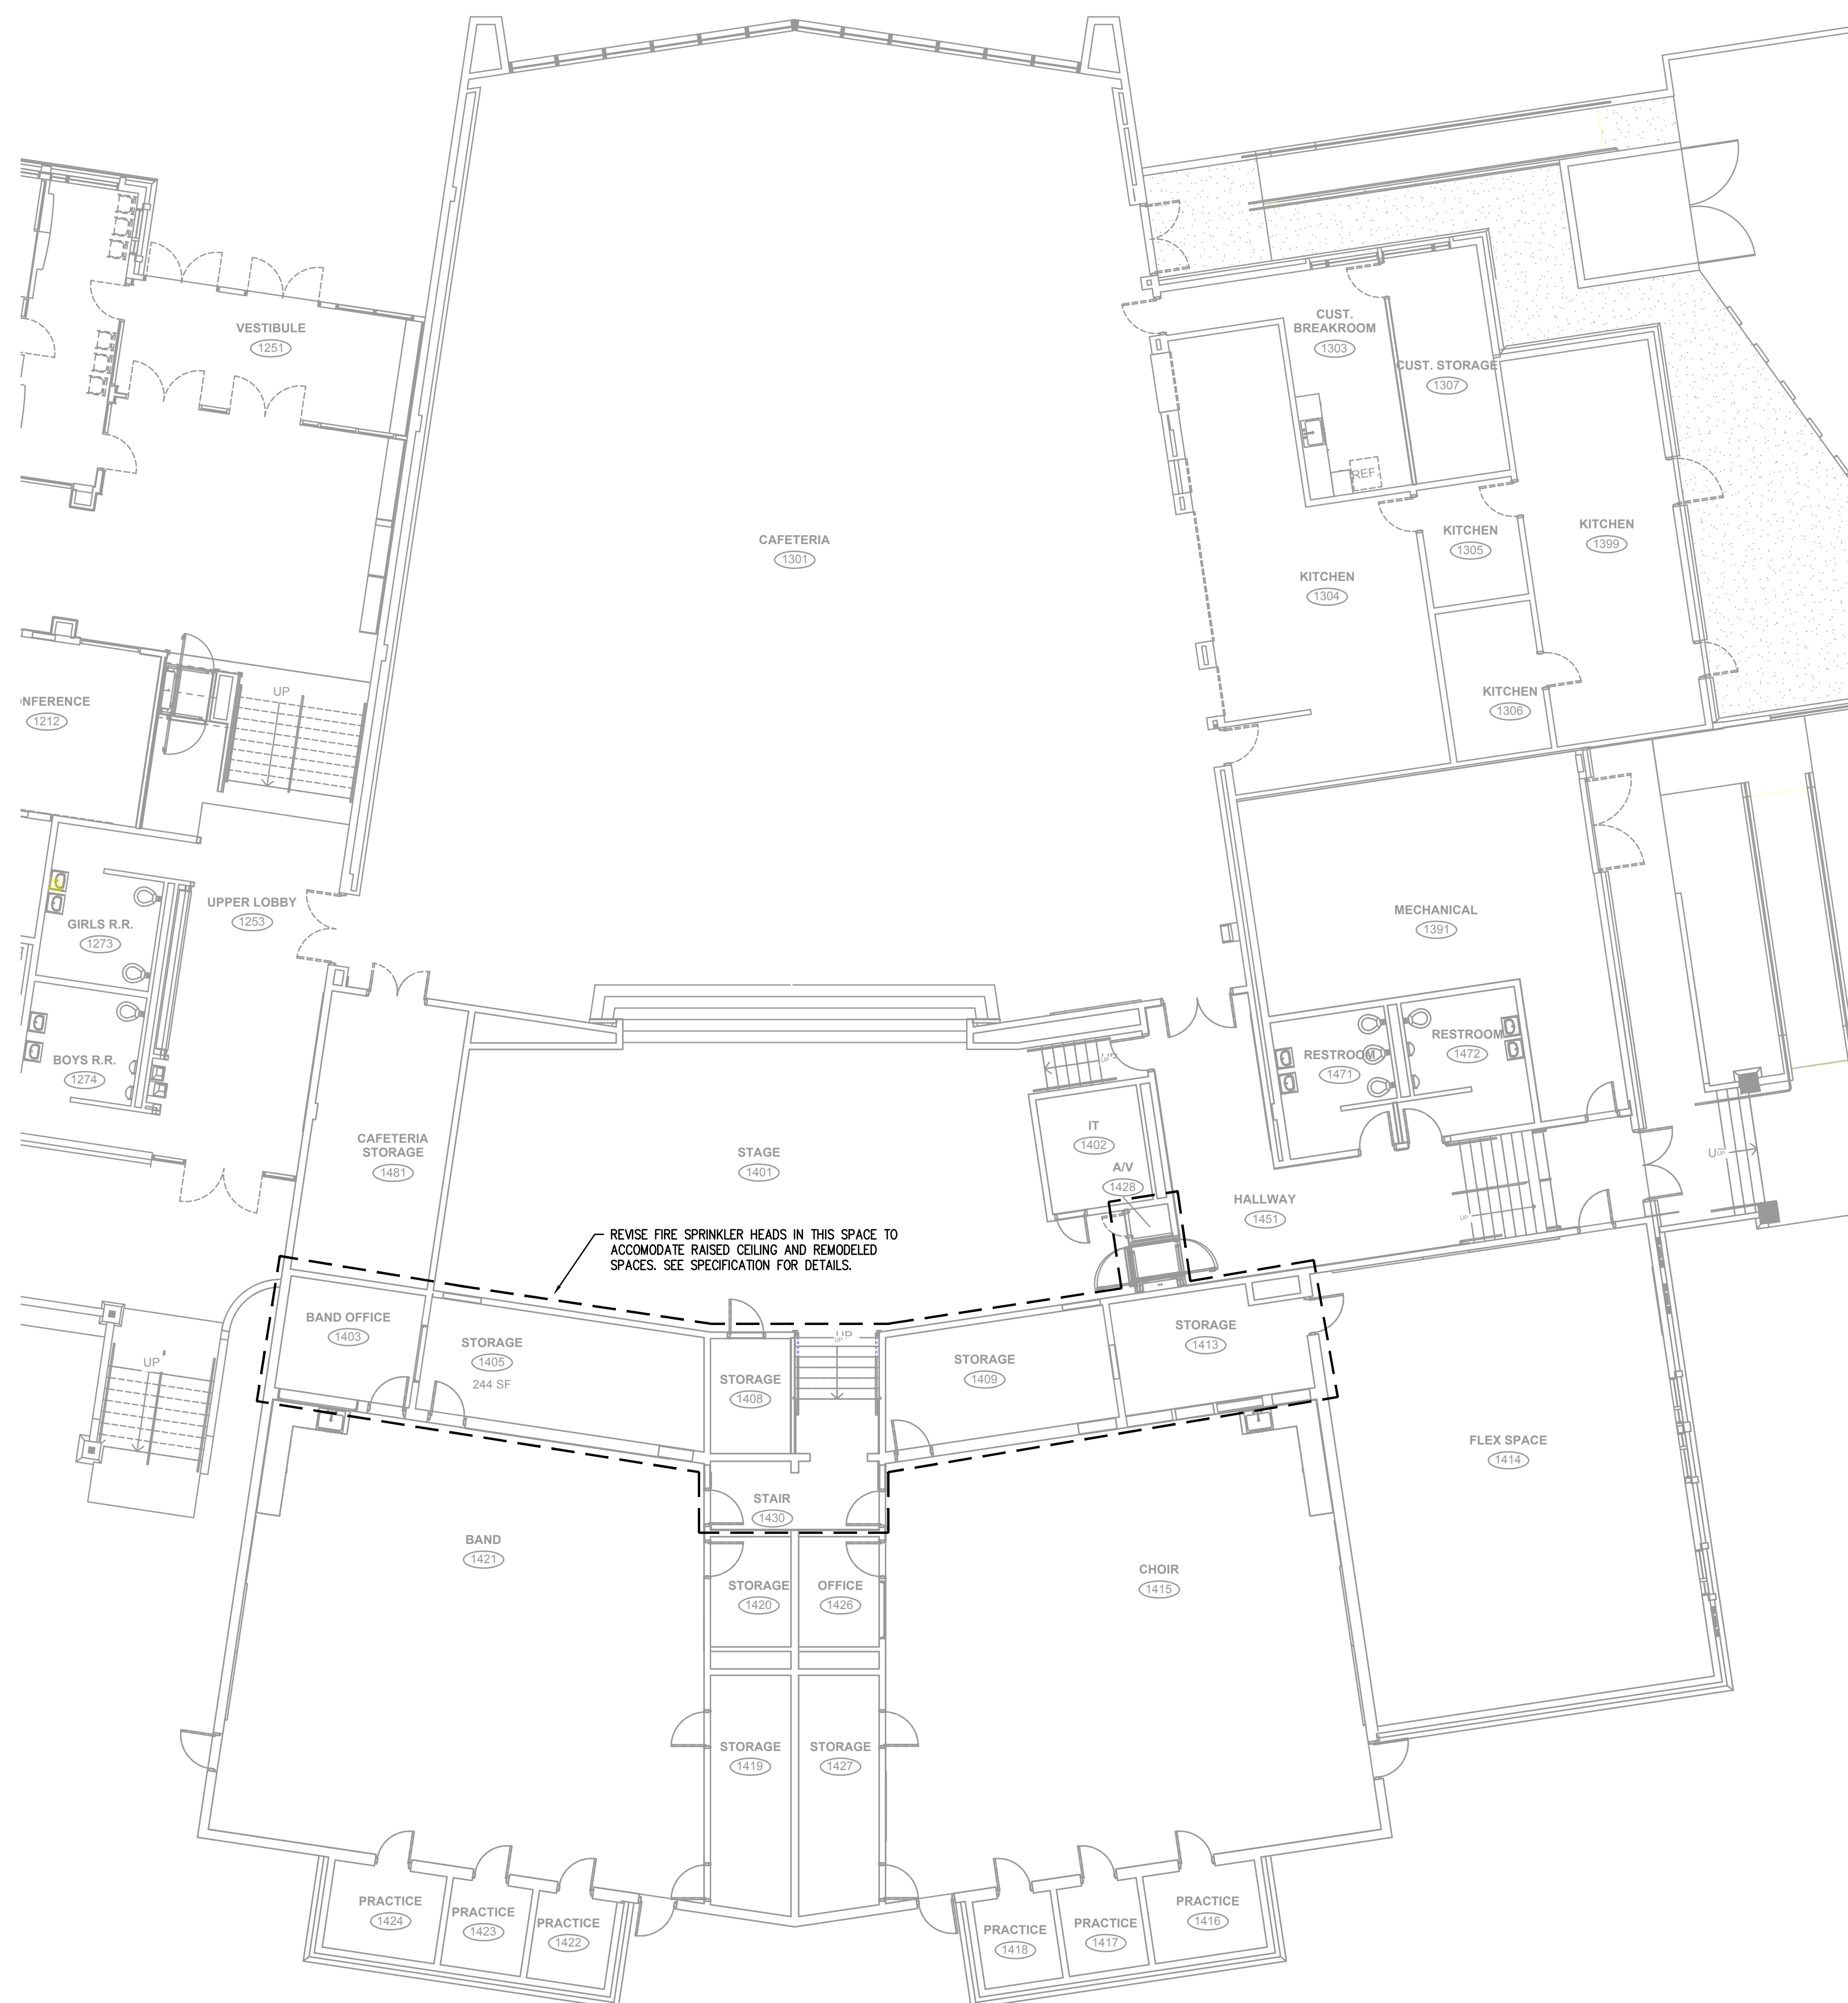 VESTIBULE
1251
CUST.
BREAKROOM
1303
CUST. STORAGE
1307
REF.
CAFETERIA
1301
KITCHEN
1305
KITCHEN
1399
KITCHEN
1304
KITCHEN
1306
NFERENCE
1212
UP
GIRLS R.R.
1273
UPPER LOBBY
1253
MECHANICAL
1391
BOYS R.R.
1274
RESTROOM
1471
RESTROOM
1472
UP
CAFETERIA
STORAGE
1481
STAGE
1401
IT
1402
A/V
1428
HALLWAY
1451
UP
UP
REVISE FIRE SPRINKLER HEADS IN THIS SPACE TO
ACCOMODATE RAISED CEILING AND REMODELED
SPACES. SEE SPECIFICATION FOR DETAILS.
BAND OFFICE
1403
STORAGE
1405
244 SF
STORAGE
1408
UP
STORAGE
1409
STORAGE
1413
UP
FLEX SPACE
1414
STAIR
1430
BAND
1421
CHOIR
1415
STORAGE
1420
OFFICE
1426
STORAGE
1419
STORAGE
1427
PRACTICE
1424
PRACTICE
1423
PRACTICE
1422
PRACTICE
1418
PRACTICE
1417
PRACTICE
1416